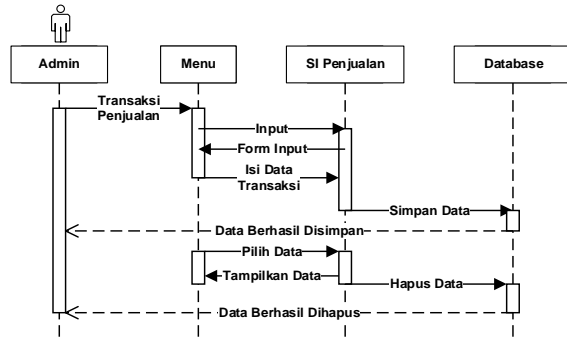 Admin
Menu
SI Penjualan
Database
Transaksi
Penjualan
Input
Form Input
Isi Data
Transaksi
Simpan Data
Data Berhasil Disimpan
Pilih Data
Tampilkan Data
Hapus Data
Data Berhasil Dihapus